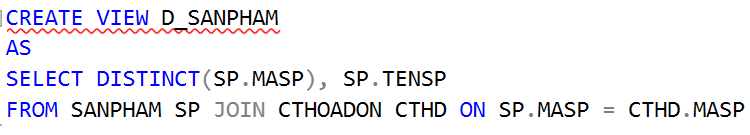 CREATE VIEW D_SANPHAM
AS
SELECT DISTINCT(SP.MASP), SP.TENSP
FROM SANPHAM SP JOIN CTHOADON CTHD ON SP.MASP = CTHD.MASP